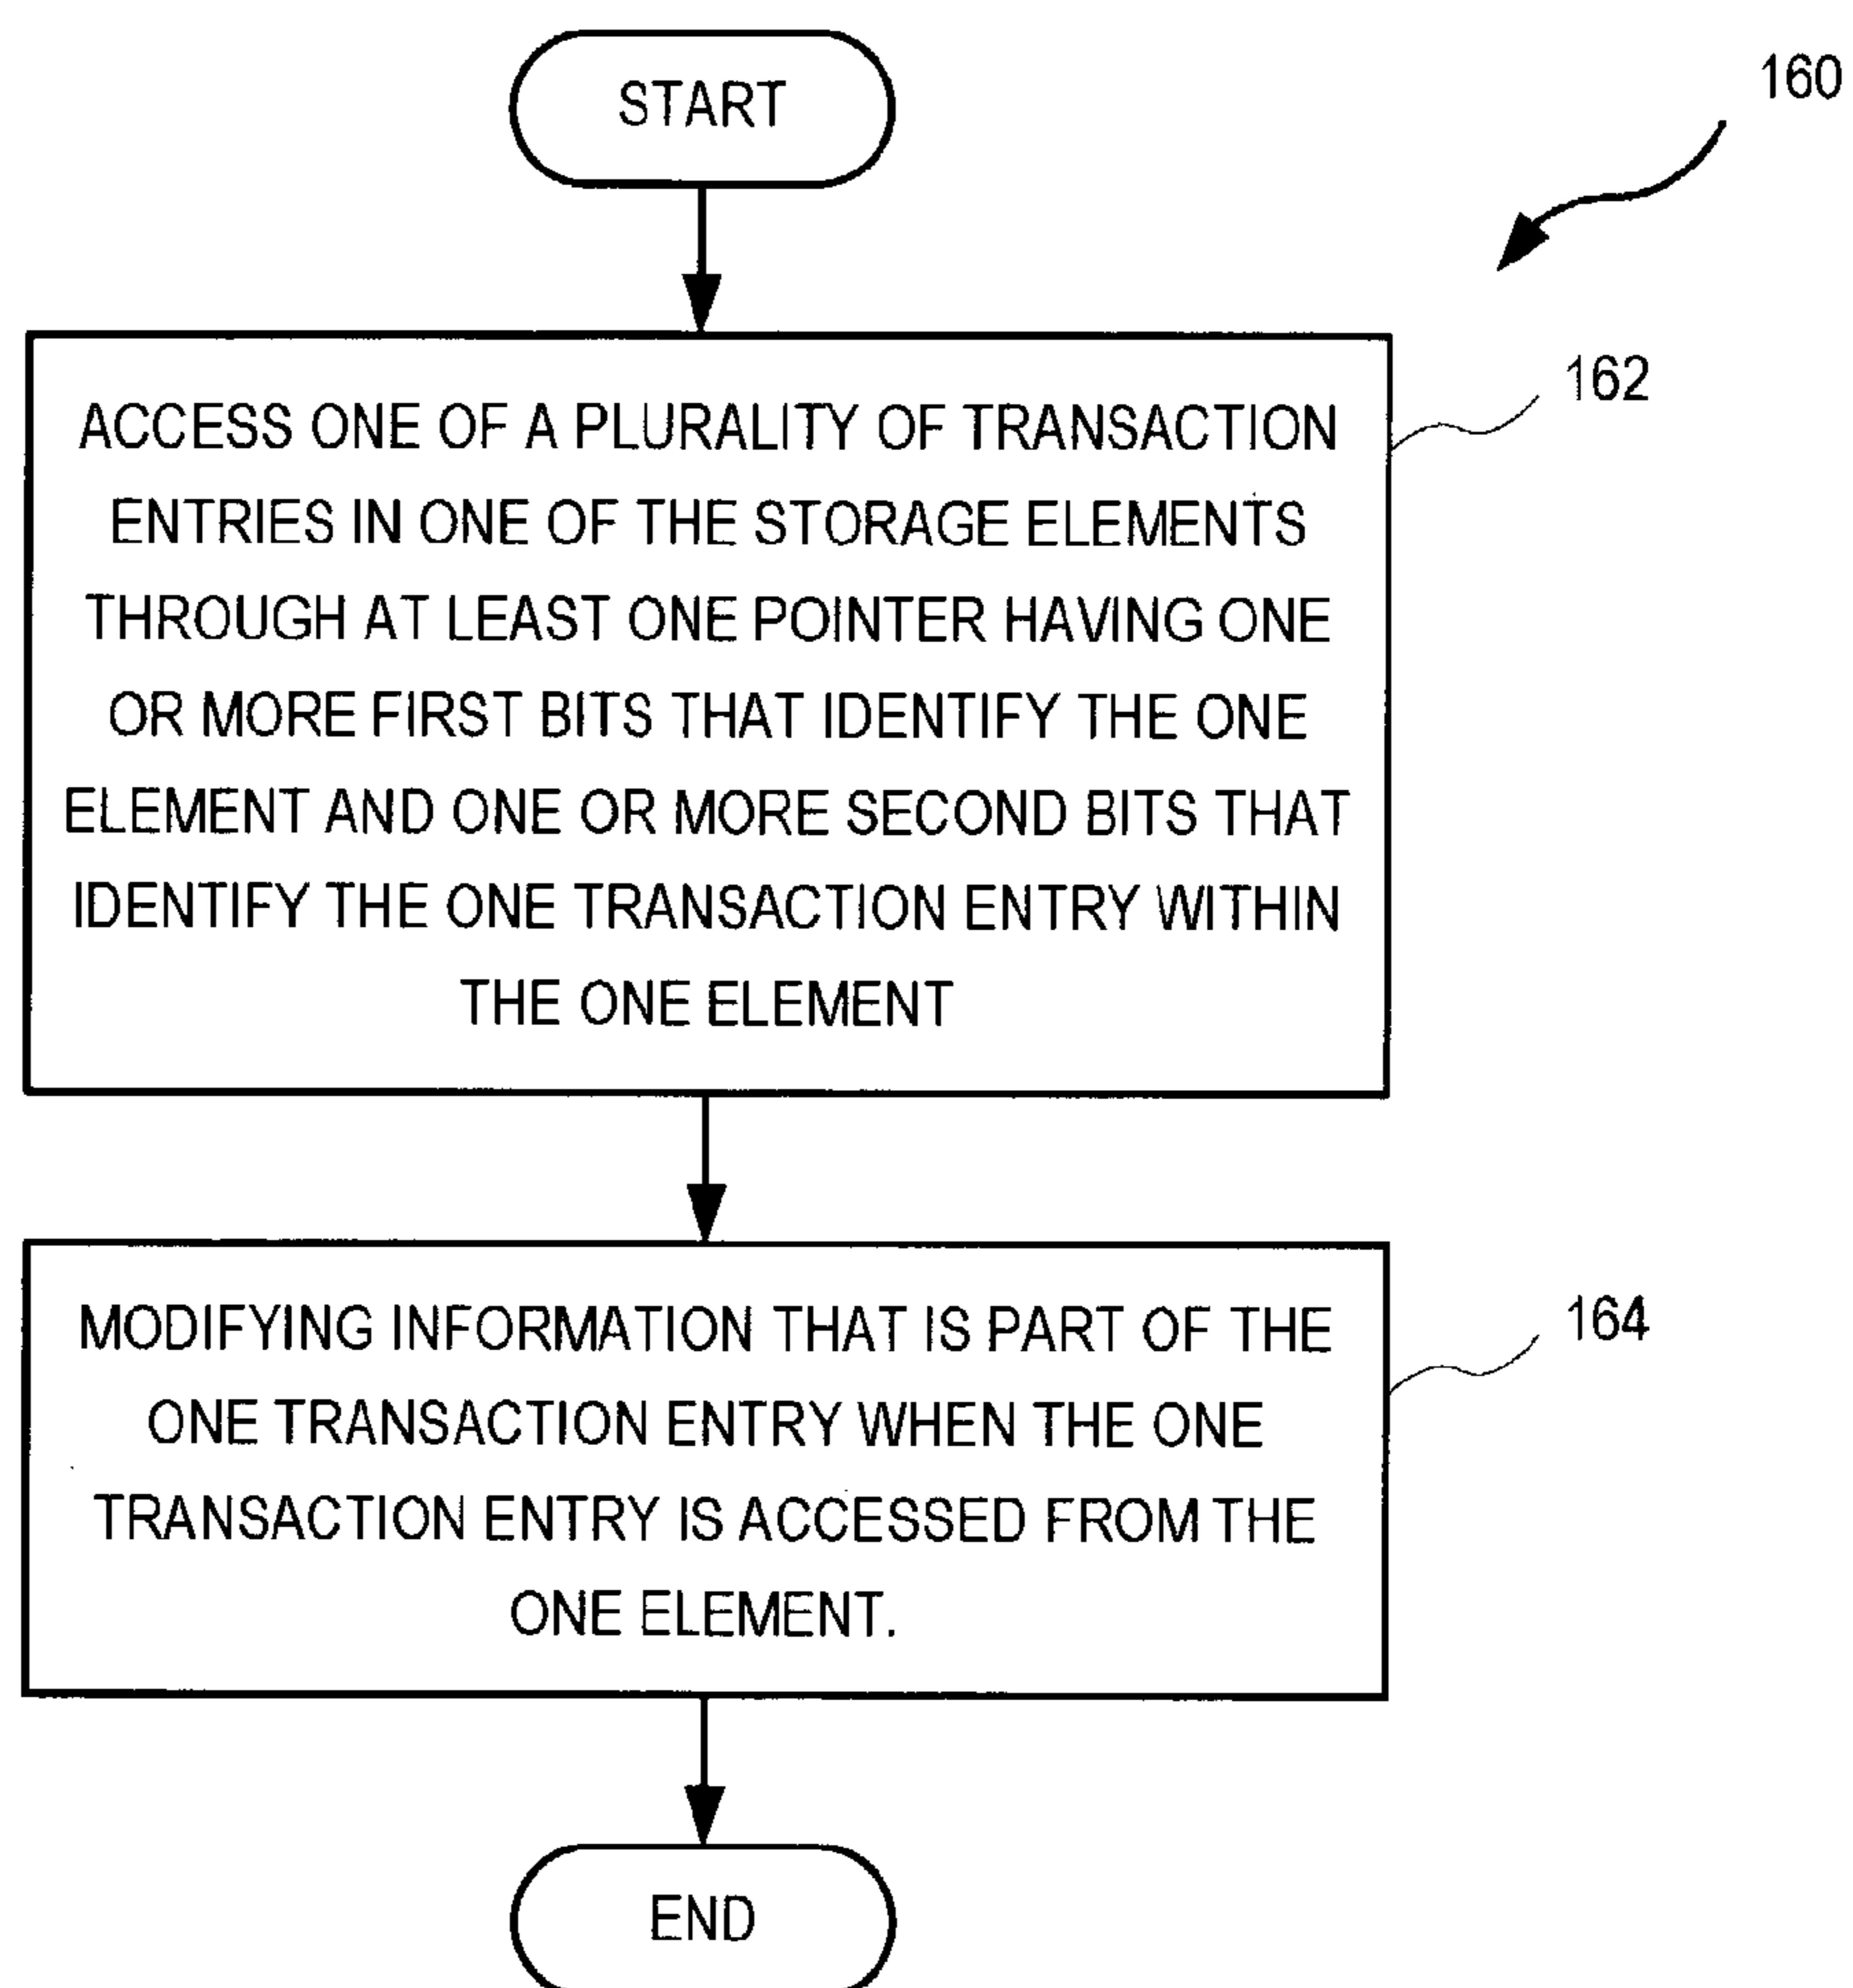 START
160
162
ACCESS ONE OF A PLURALITY OF TRANSACTION
ENTRIES IN ONE OF THE STORAGE ELEMENTS
THROUGH AT LEAST ONE POINTER HAVING ONE
OR MORE FIRST BITS THAT IDENTIFY THE ONE
ELEMENT AND ONE OR MORE SECOND BITS THAT
IDENTIFY THE ONE TRANSACTION ENTRY WITHIN
THE ONE ELEMENT
164
MODIFYING INFORMATION THAT IS PART OF THE
ONE TRANSACTION ENTRY WHEN THE ONE
TRANSACTION ENTRY IS ACCESSED FROM THE
ONE ELEMENT.
END